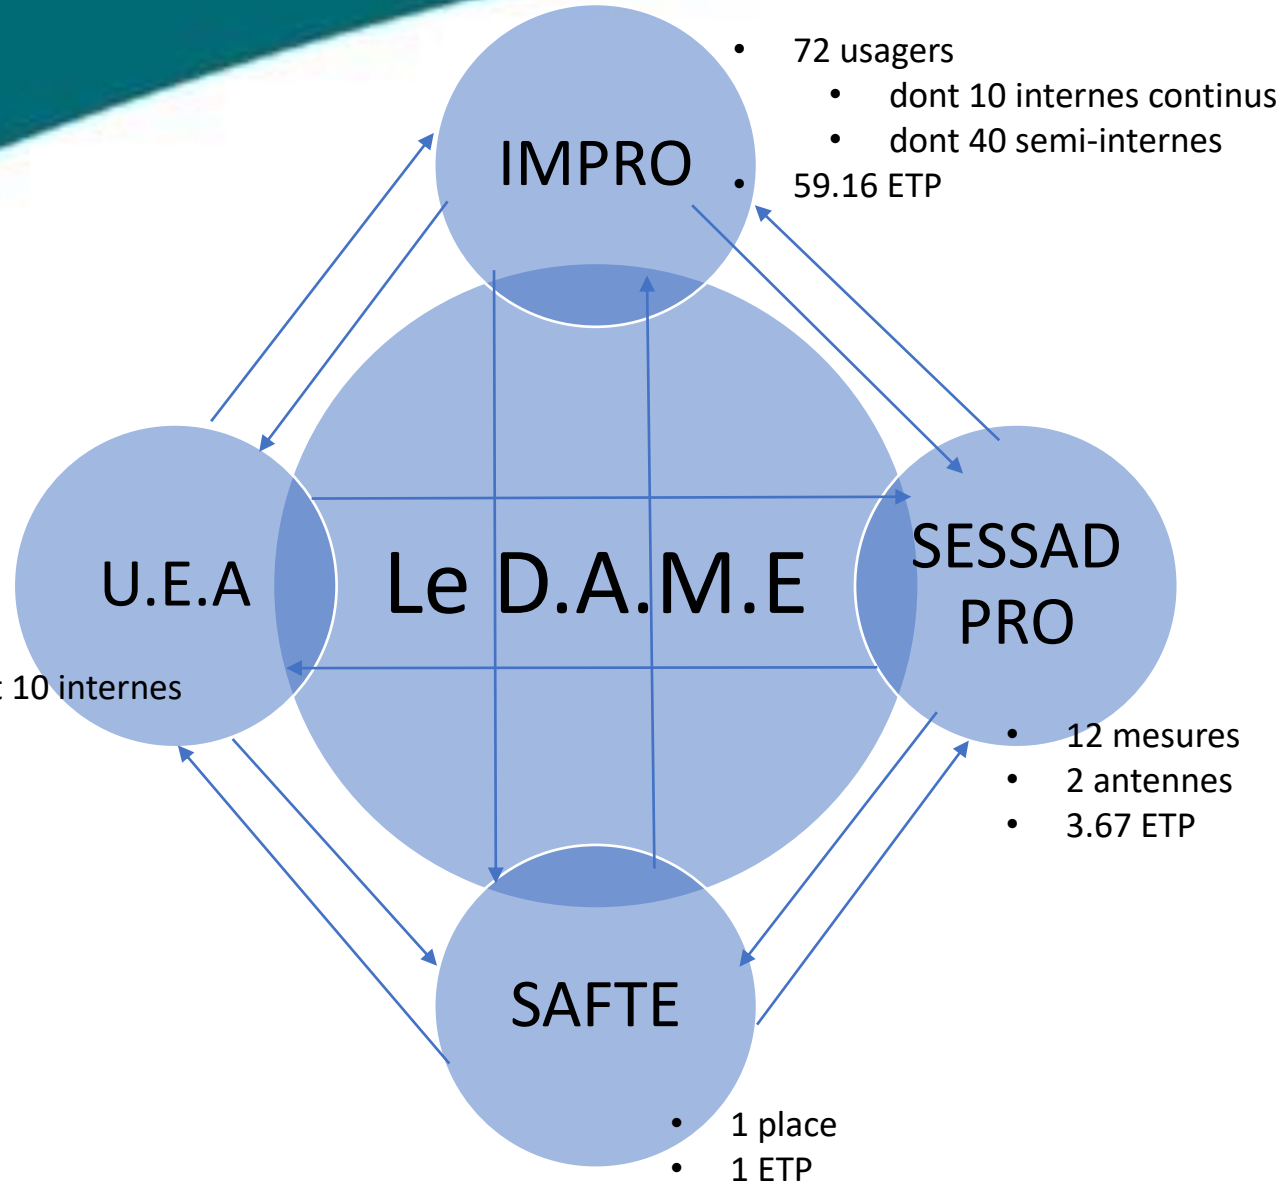 • 72 usagers
• dont 10 internes continus
• dont 40 semi-internes
• 59.16 ETP
IMPRO
U.E.A
Le D.A.M.E
SESSAD
PRO
10 internes
• 12 mesures
• 2 antennes
• 3.67 ETP
SAFTE
• 1 place
• 1 ETP